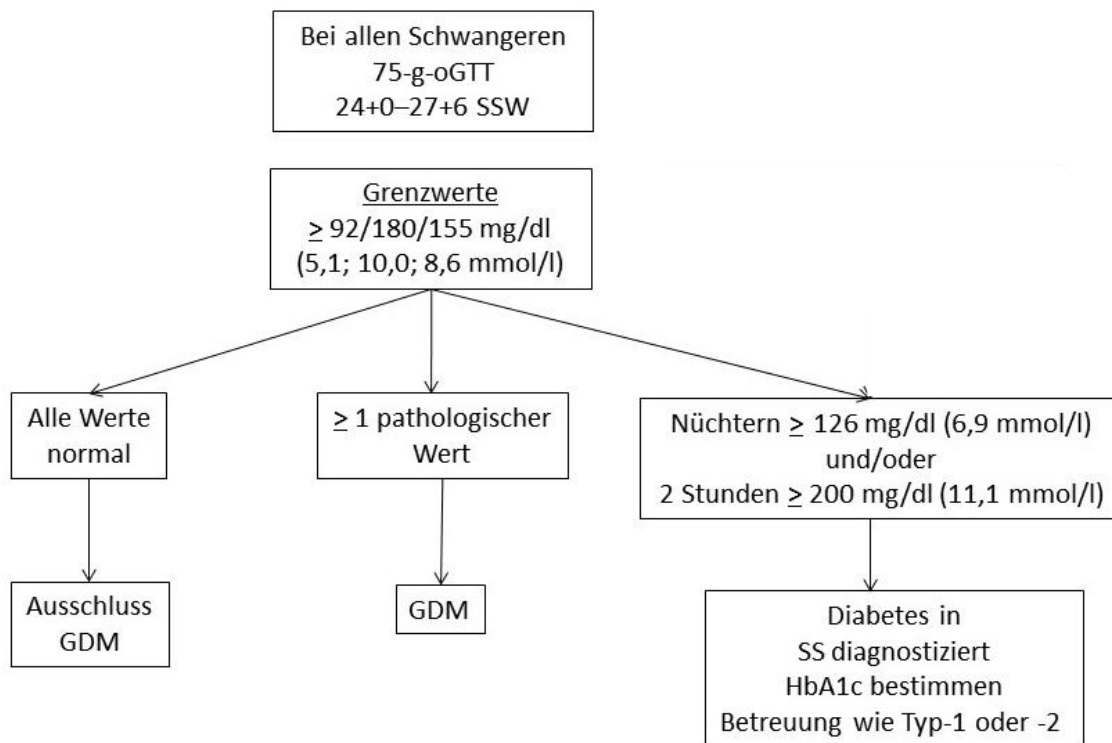 Bei allen Schwangeren
75-g-oGTT
24+0–27+6 SSW
Grenzwerte
≥ 92/180/155 mg/dl
(5,1; 10,0; 8,6 mmol/l)
Alle Werte
normal
≥ 1 pathologischer
Wert
Nüchtern ≥ 126 mg/dl (6,9 mmol/l)
und/oder
2 Stunden ≥ 200 mg/dl (11,1 mmol/l)
Ausschluss
GDM
GDM
Diabetes in
SS diagnostiziert
HbA1c bestimmen
Betreuung wie Typ-1 oder -2